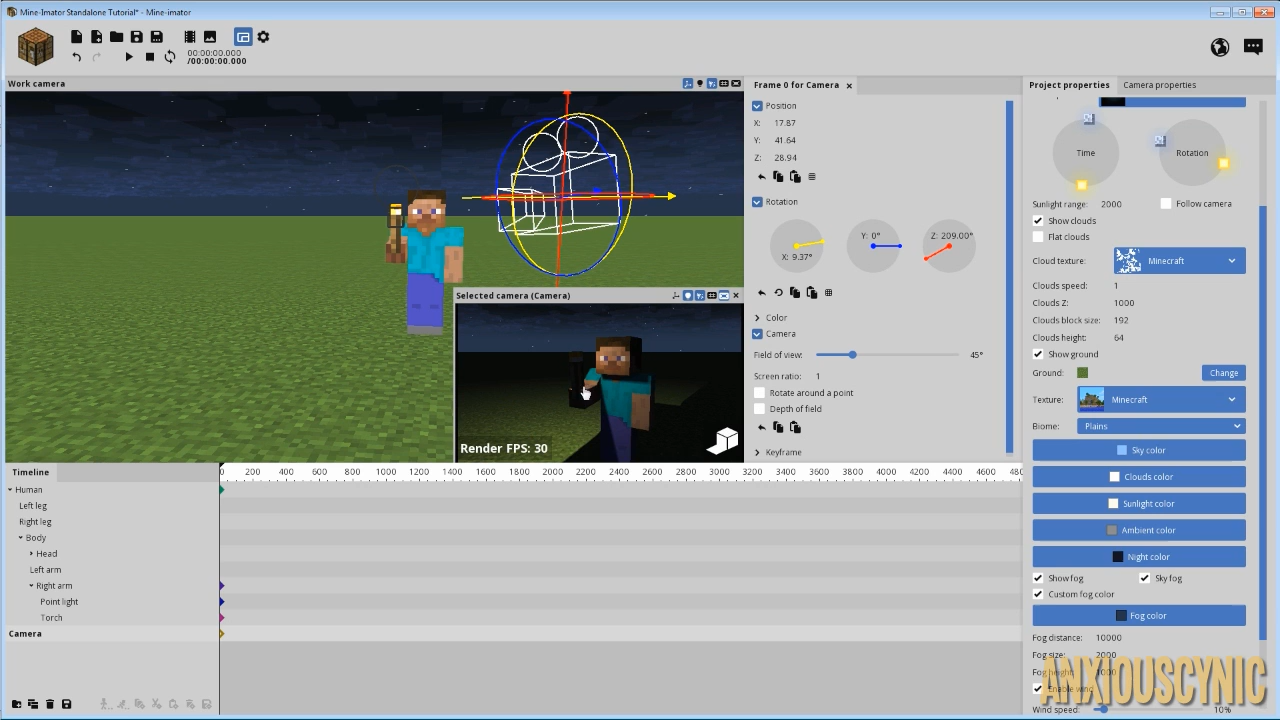 Mine-Imator Standalone Tutorial* - Mine-imator
00:00:00.000
/00:00:00.000
Work camera
Selected camera (Camera)
Render FPS: 30
Frame 0 for Camera
Position
X: 17.87
Y: 41.64
Z: 28.94
Rotation
X: 9.37°
Y: 0°
Z: 209.00°
Color
Camera
Field of view: 45°
Screen ratio: 1
Rotate around a point
Depth of field
Keyframe
Project properties Camera properties
Time
Rotation
Sunlight range: 2000 Follow camera
Show clouds
Flat clouds
Cloud texture: Minecraft
Clouds speed: 1
Clouds Z: 1000
Clouds block size: 192
Clouds height: 64
Show ground
Ground: Change
Texture: Minecraft
Biome: Plains
Sky color
Clouds color
Sunlight color
Ambient color
Night color
Show fog Sky fog
Custom fog color
Fog color
Fog distance: 10000
Fog size: 2000
Fog height: 1000
Enable wind
Wind speed: 10%
ANXIOUSCYNIC
Timeline
0 200 400 600 800 1000 1200 1400 1600 1800 2000 2200 2400 2600 2800 3000 3200 3400 3600 3800 4000 4200 4400 4600
Human
Left leg
Right leg
Body
Head
Left arm
Right arm
Point light
Torch
Camera